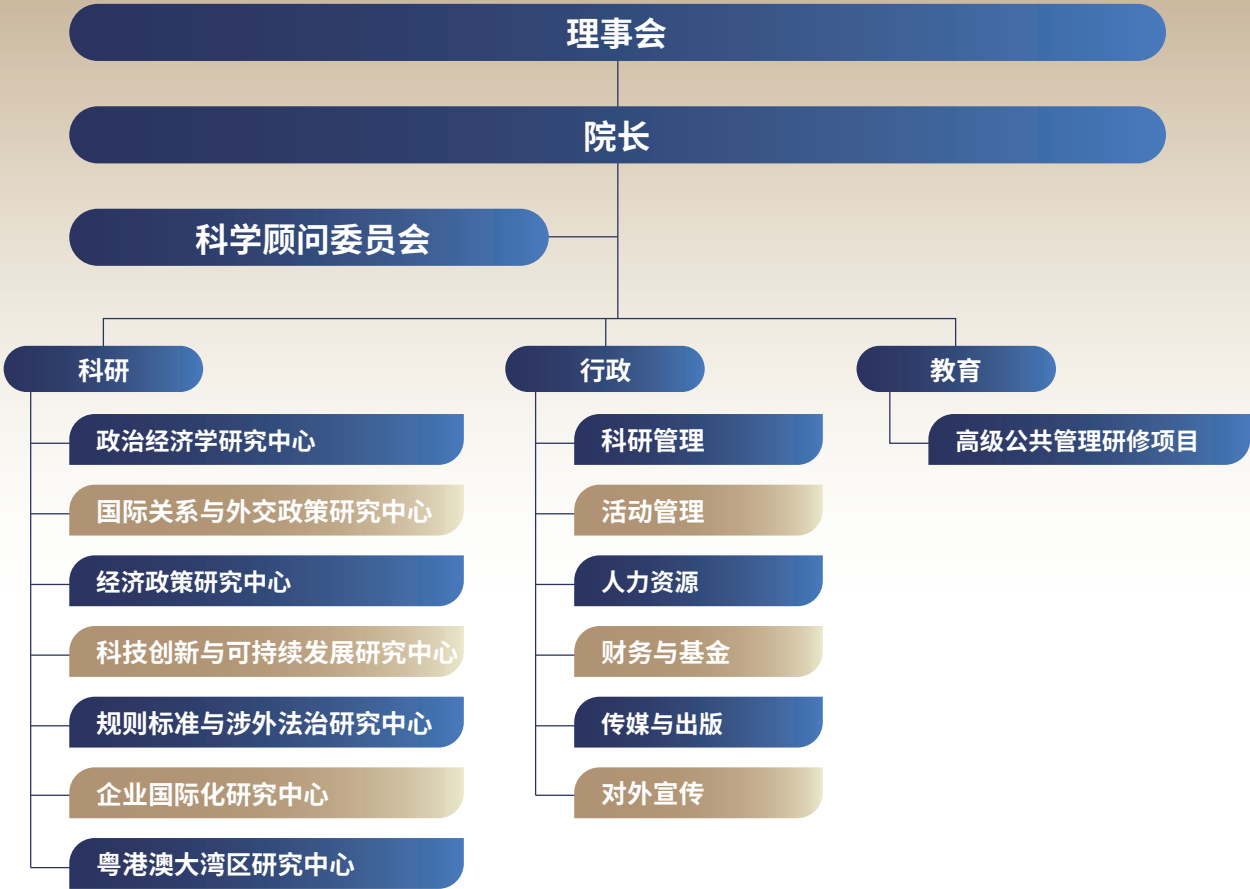 理事会
院长
科学顾问委员会
科研
政治经济学研究中心
国际关系与外交政策研究中心
经济政策研究中心
科技创新与可持续发展研究中心
规则标准与涉外法治研究中心
企业国际化研究中心
粤港澳大湾区研究中心
行政
科研管理
活动管理
人力资源
财务与基金
传媒与出版
对外宣传
教育
高级公共管理研修项目